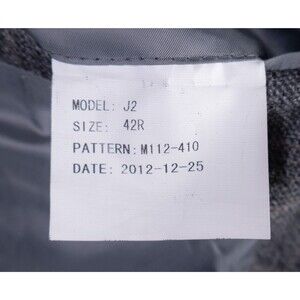 MODEL: J2
SIZE: 42R
PATTERN: M112-410
DATE: 2012-12-25